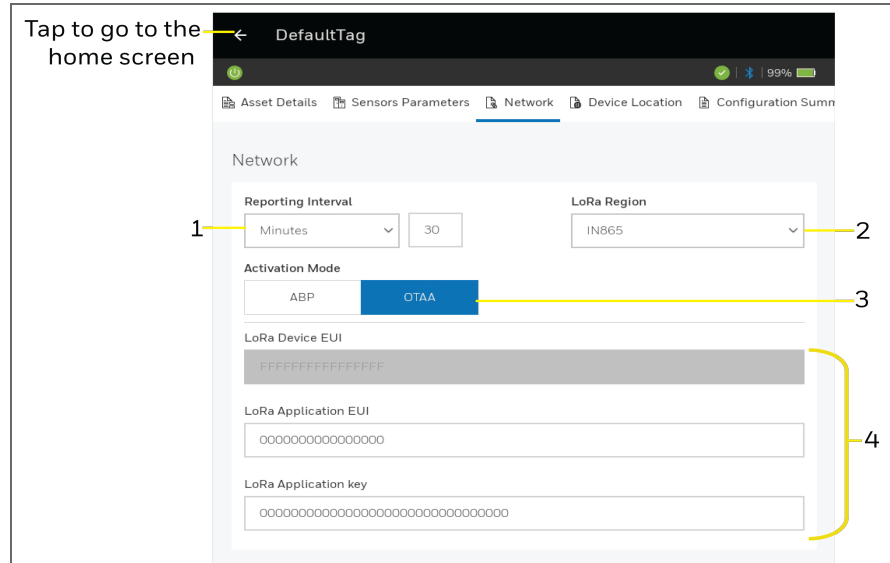 Tap to go to the
home screen
DefaultTag
99%
Asset Details Sensors Parameters Network Device Location Configuration Summ
Network
Reporting Interval LoRa Region
1 Minutes 30 IN865 2
Activation Mode
ABP OTAA 3
LoRa Device EUI
FFFFFFFFFFFFFFFF
LoRa Application EUI
0000000000000000
4
LoRa Application key
00000000000000000000000000000000